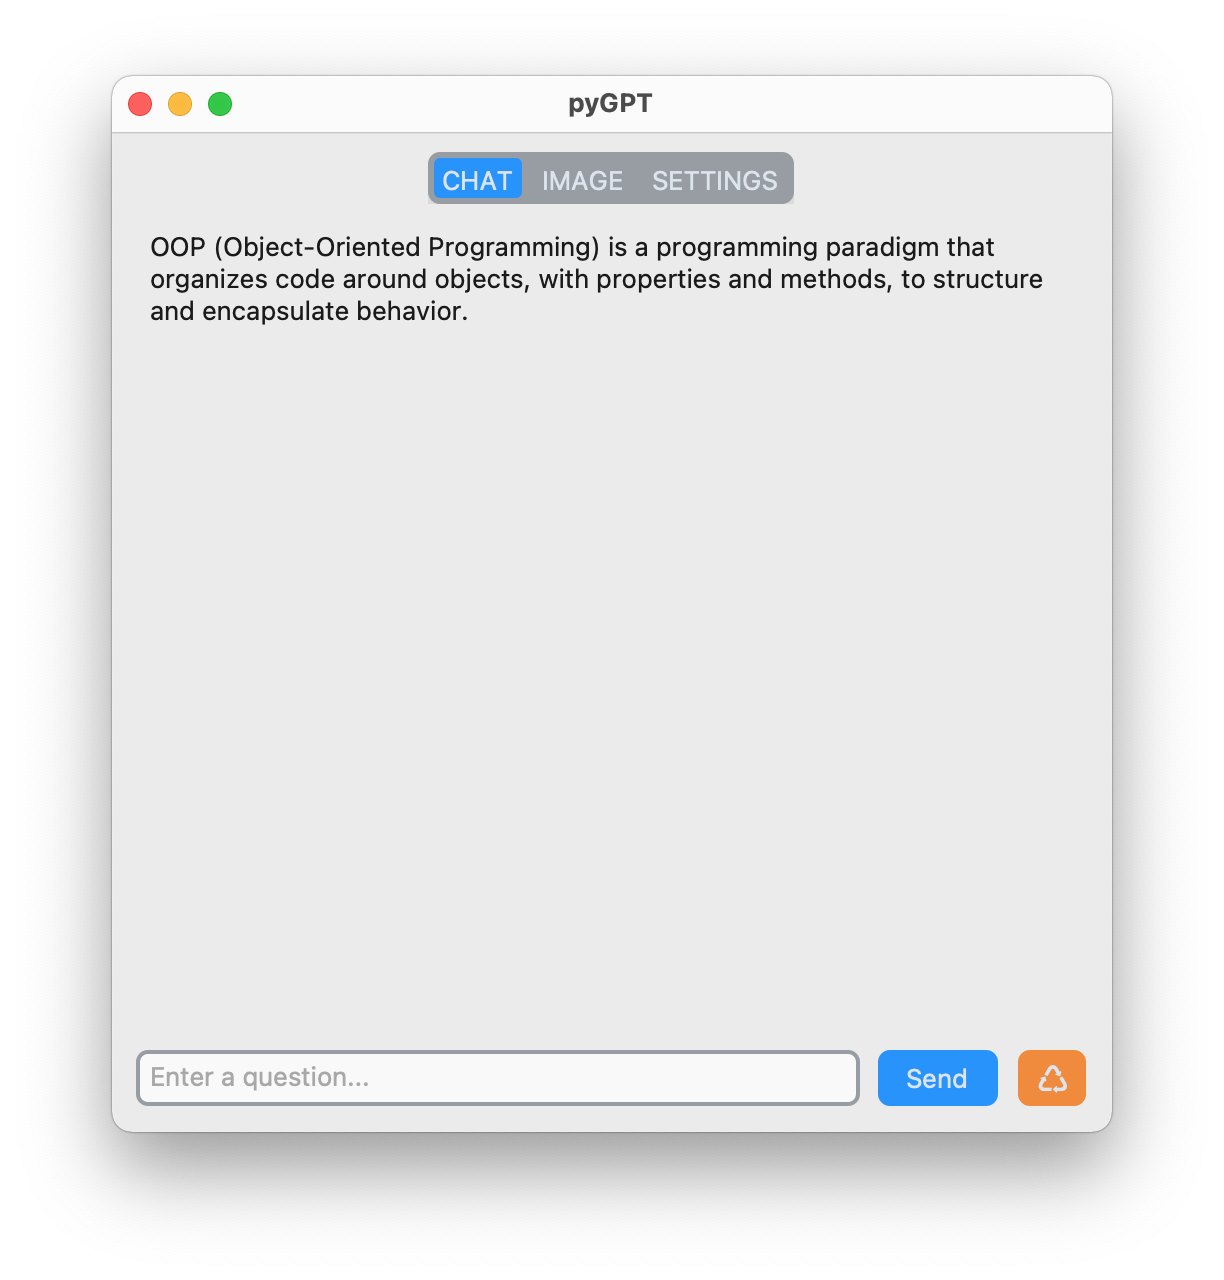 pyGPT
CHAT IMAGE SETTINGS
OOP (Object-Oriented Programming) is a programming paradigm that
organizes code around objects, with properties and methods, to structure
and encapsulate behavior.
Enter a question...
Send